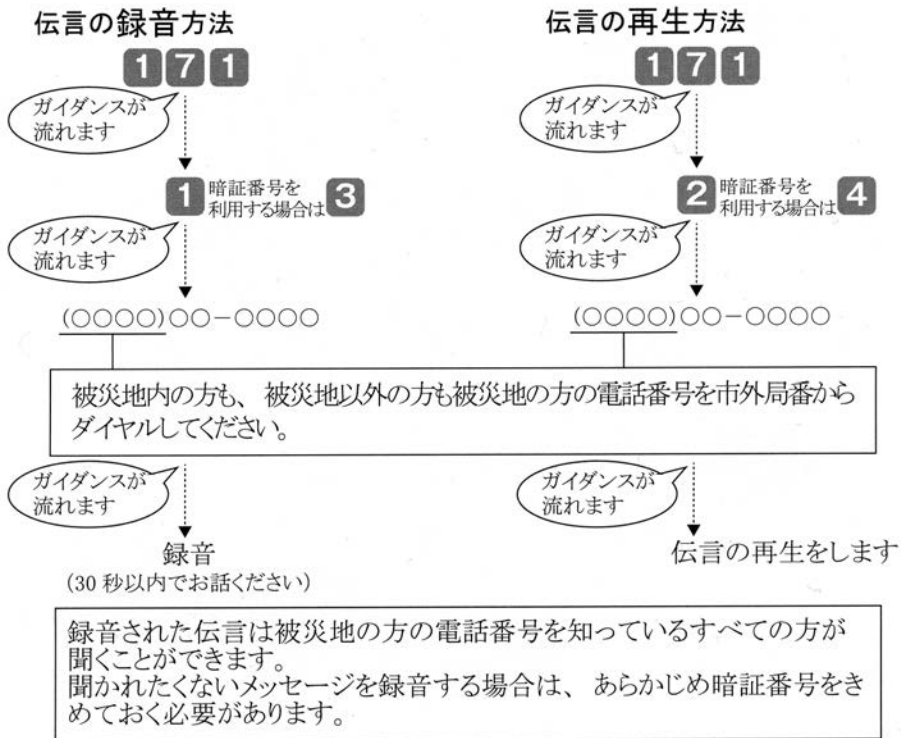 伝言の録音方法
171
ガイダンスが
流れます
1 暗証番号を
利用する場合は 3
ガイダンスが
流れます
(○○○○)○○−○○○○
伝言の再生方法
171
ガイダンスが
流れます
2 暗証番号を
利用する場合は 4
ガイダンスが
流れます
(○○○○)○○−○○○○
被災地内の方も、被災地以外の方も被災地の方の電話番号を市外局番から
ダイヤルしてください。
ガイダンスが
流れます
録音
(30 秒以内でお話ください)
ガイダンスが
流れます
伝言の再生をします
録音された伝言は被災地の方の電話番号を知っているすべての方が
聞くことができます。
聞かれたくないメッセージを録音する場合は、あらかじめ暗証番号をき
めておく必要があります。